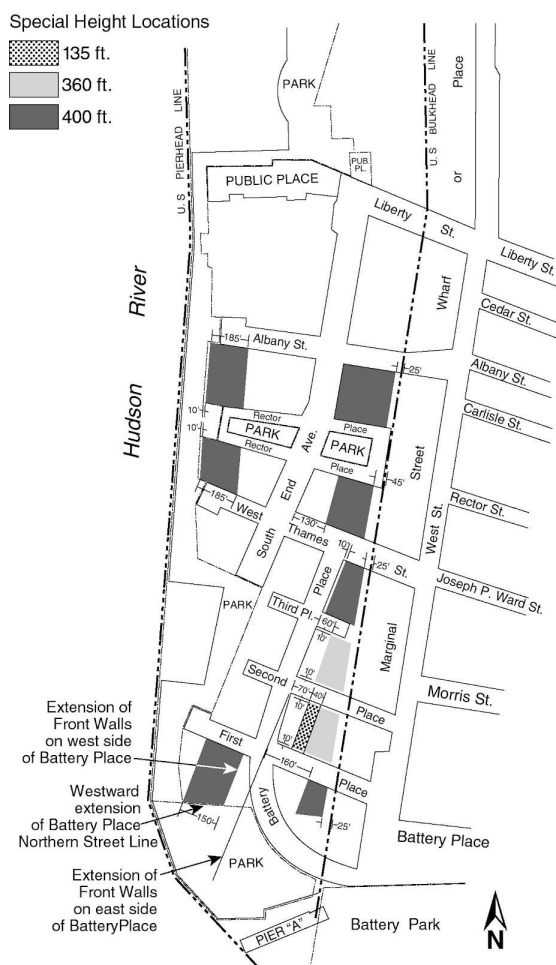 Special Height Locations
135 ft.
360 ft.
400 ft.
U.S PIERHEAD LINE
U.S BULKHEAD LINE
Place
or
Wharf
Street
Marginal
PARK
PUB.
PL.
PUBLIC PLACE
Liberty
St.
Liberty St.
Cedar St.
Albany
St.
Carlisle St.
Rector St.
Joseph P. Ward St.
Morris St.
West St.
Hudson
River
185'
Albany St.
25'
10'
10'
Rector
PARK
Rector
Place
PARK
Place
Ave.
End
South
45'
185'
West
130'
Thames
St.
10'
25'
Place
Third Pl.
60'
10'
PARK
10'
Second
Place
70'
40'
10'
10'
First
Place
160'
Battery
25'
150'
PARK
Battery Place
Extension of
Front Walls
on west side
of Battery Place
Westward
extension
of Battery Place
Northern Street Line
Extension of
Front Walls
on east side
of BatteryPlace
PIER "A"
Battery Park
N